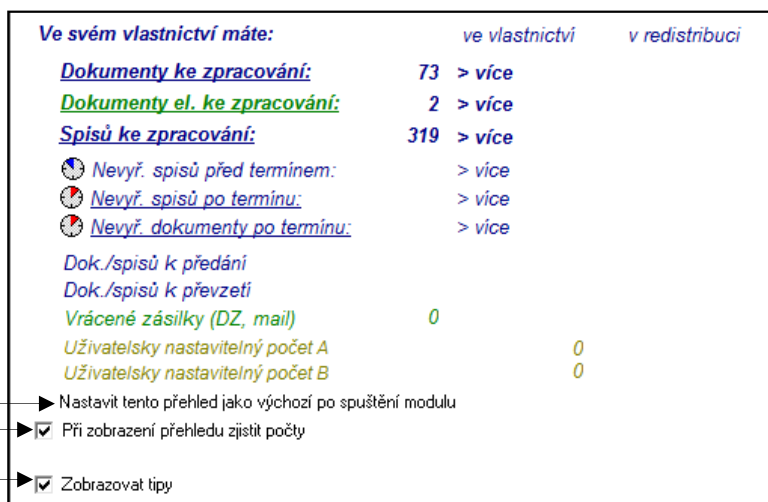 Ve svém vlastnictví máte: ve vlastnictví v redistribuci
Dokumenty ke zpracování: 73 > více
Dokumenty el. ke zpracování: 2 > více
Spisů ke zpracování: 319 > více
Nevyř. spisů před termínem: > více
Nevyř. spisů po termínu: > více
Nevyř. dokumenty po termínu: > více
Dok./spisů k předání
Dok./spisů k převzetí
Vrácené zásilky (DZ, mail) 0
Uživatelsky nastavitelný počet A 0
Uživatelsky nastavitelný počet B 0
Nastavit tento přehled jako výchozí po spuštění modulu
Při zobrazení přehledu zjistit počty
Zobrazovat tipy